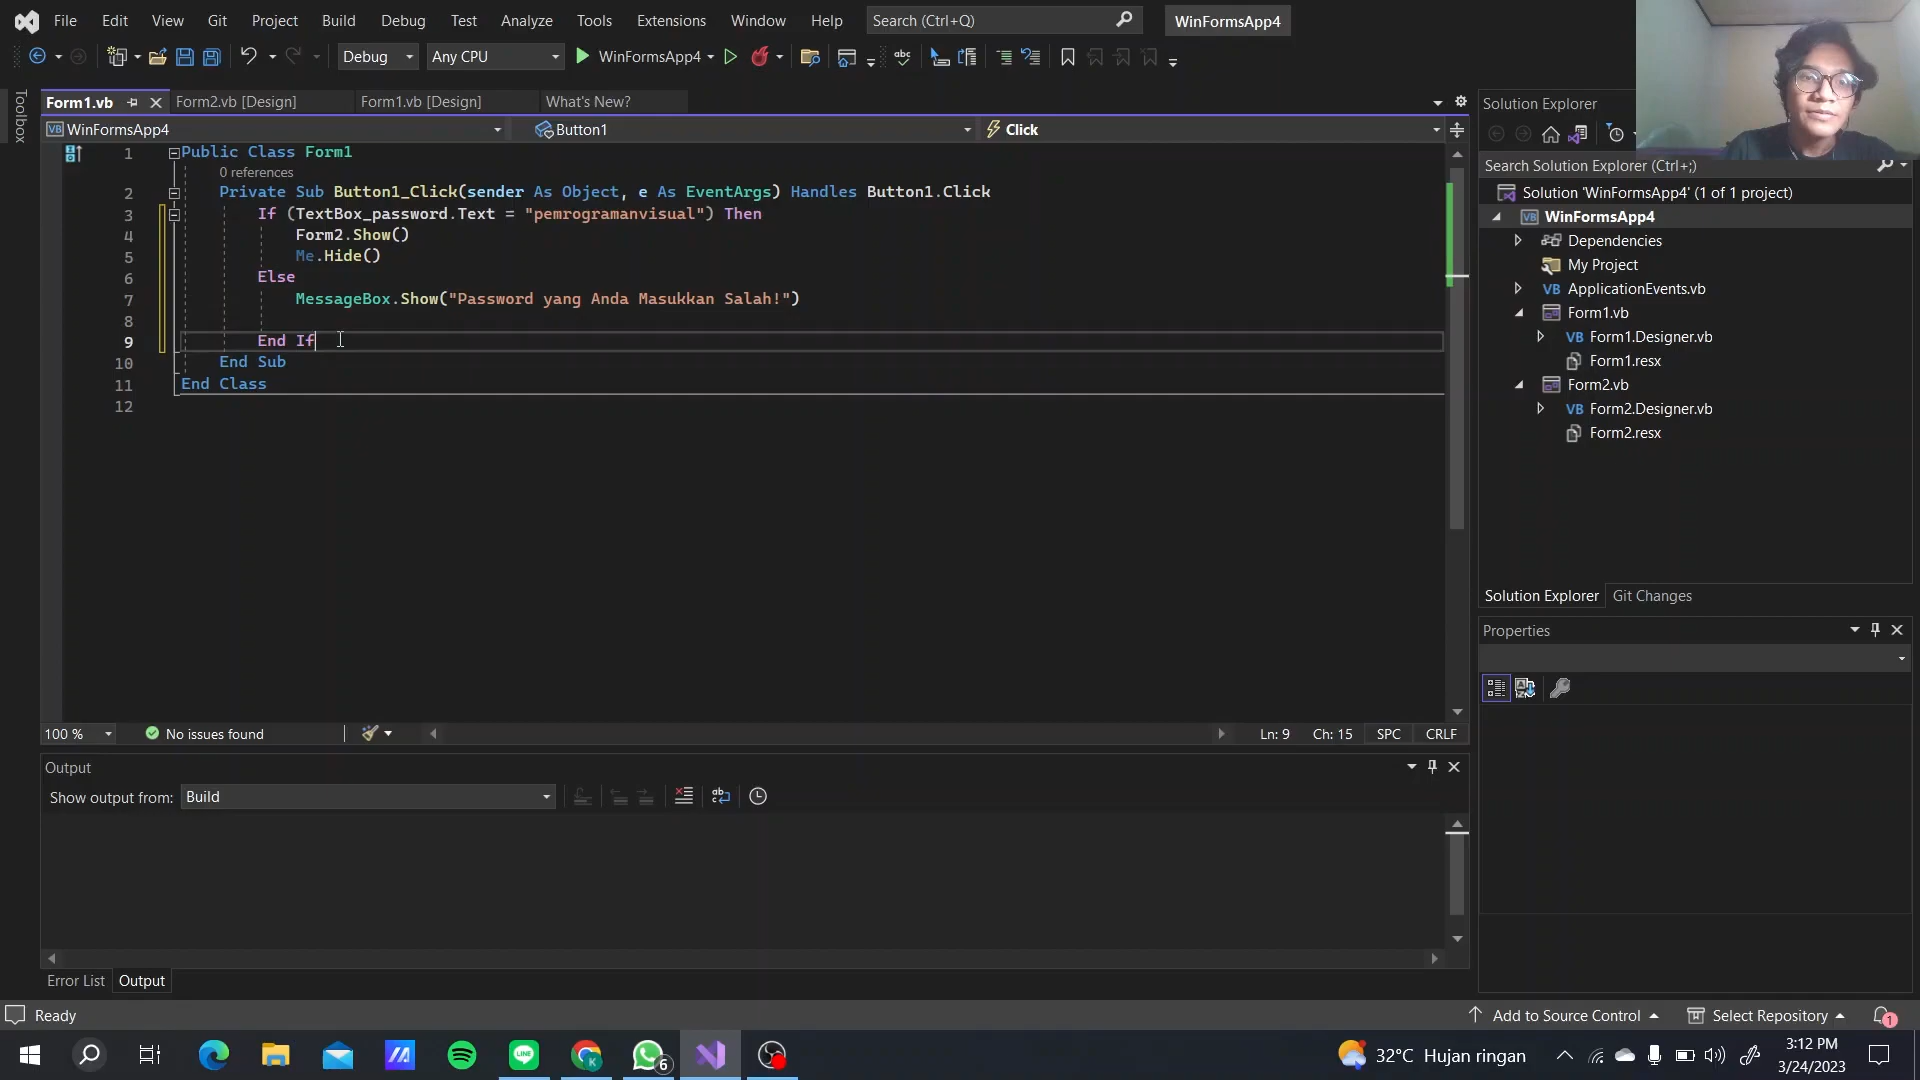 File Edit View Git Project Build Debug Test Analyze Tools Extensions Window Help Search (Ctrl+Q) WinFormsApp4
Debug Any CPU WinFormsApp4
Toolbox
Form1.vb Form2.vb [Design] Form1.vb [Design] What's New?
WinFormsApp4 Button1 Click
1 Public Class Form1
0 references
2 Private Sub Button1_Click(sender As Object, e As EventArgs) Handles Button1.Click
3 If (TextBox_password.Text = "pemrogramanvisual") Then
4 Form2.Show()
5 Me.Hide()
6 Else
7 MessageBox.Show("Password yang Anda Masukkan Salah!")
8
9 End If
10 End Sub
11 End Class
12
100 % No issues found Ln: 9 Ch: 15 SPC CRLF
Output
Show output from: Build
Error List Output
Solution Explorer
Search Solution Explorer (Ctrl+;)
Solution 'WinFormsApp4' (1 of 1 project)
WinFormsApp4
Dependencies
My Project
ApplicationEvents.vb
Form1.vb
Form1.Designer.vb
Form1.resx
Form2.vb
Form2.Designer.vb
Form2.resx
Solution Explorer Git Changes
Properties
Ready Add to Source Control Select Repository 1
6 32°C Hujan ringan 3:12 PM
3/24/2023